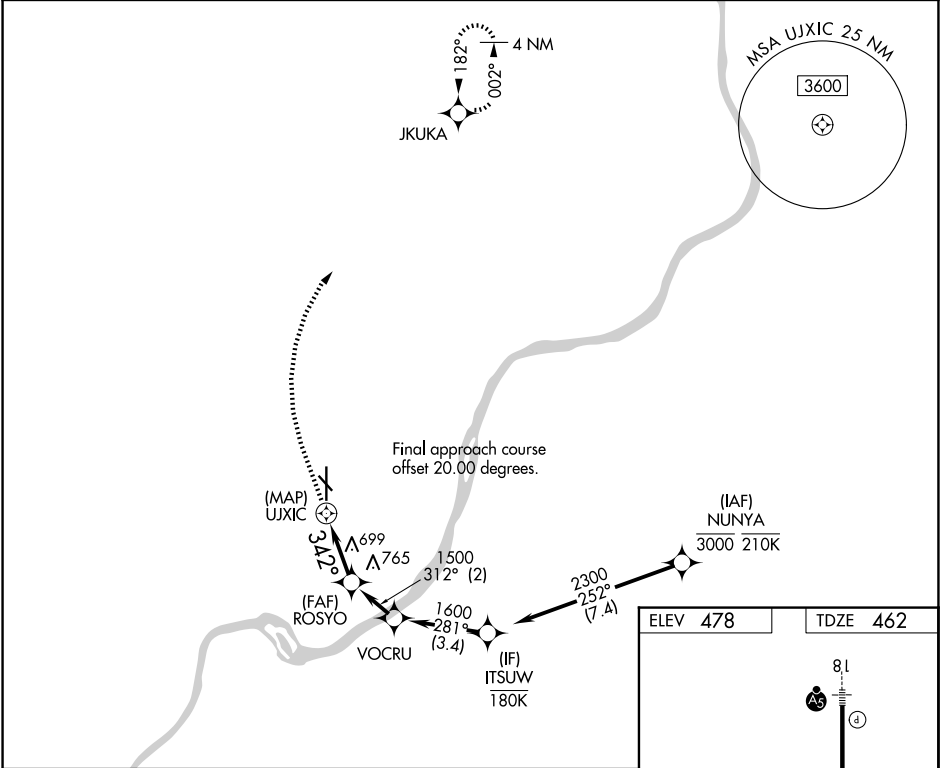 182°
4 NM
002°
JKUKA
MSA UJXIC 25 NM
3600
Final approach course
offset 20.00 degrees.
(MAP)
UJXIC
342°
699
765
(FAF)
ROSYO
1500
312° (2)
VOCRU
1600
281°
(3.4)
(IF)
ITSUW
180K
2300
252°
(7.4)
(IAF)
NUNYA
3000 210K
ELEV 478
TDZE 462
18L
A5
P